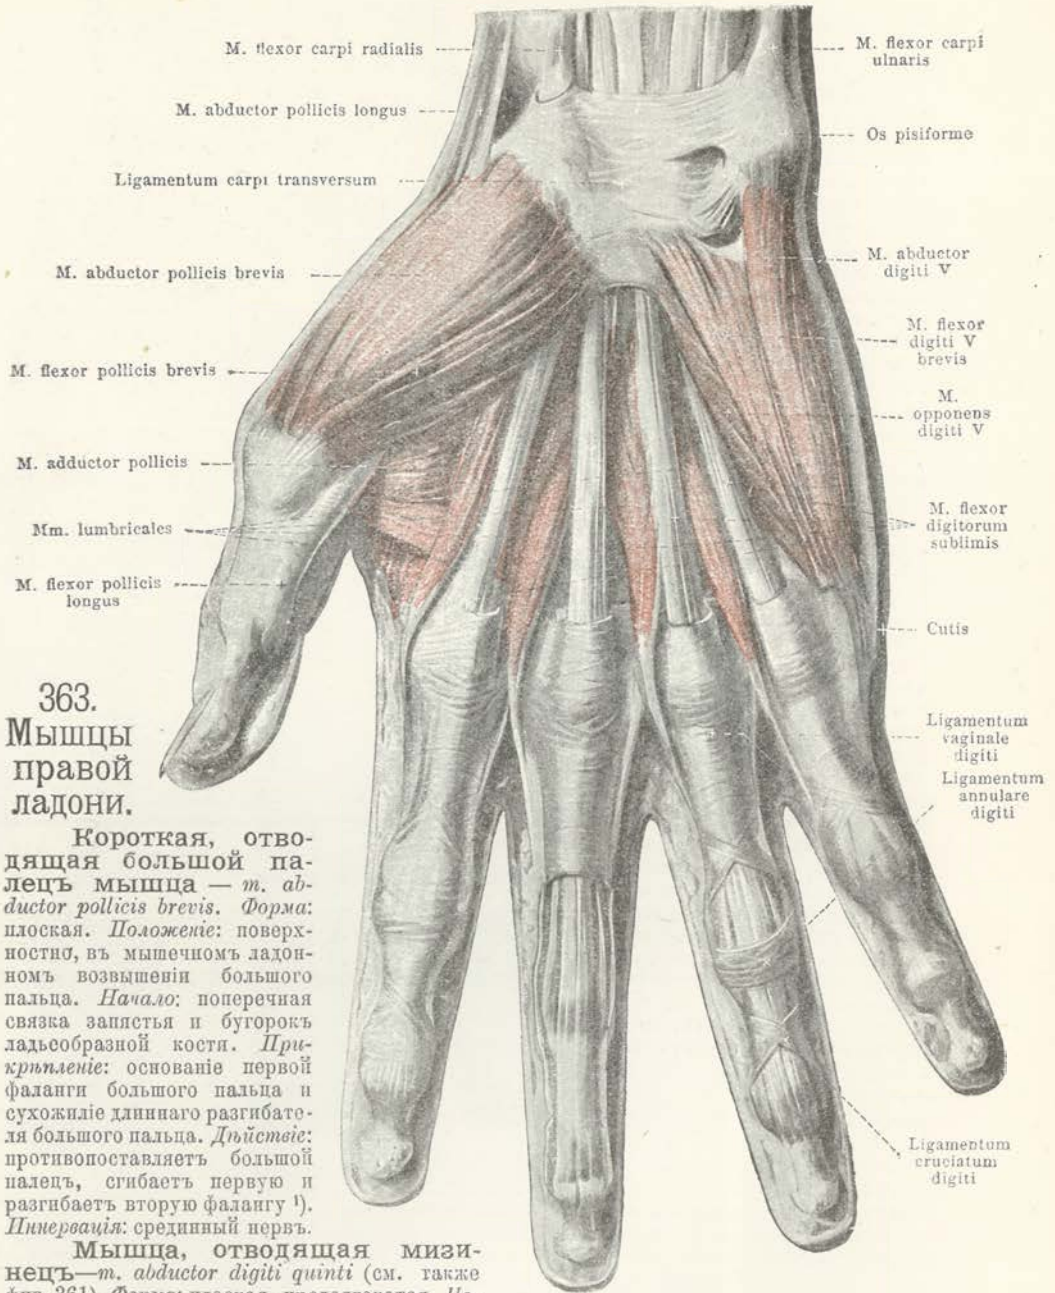 M. flexor carpi radialis
M. abductor pollicis longus
Ligamentum carpi transversum
M. abductor pollicis brevis
M. flexor pollicis brevis
M. adductor pollicis
Mm. lumbricales
M. flexor pollicis
longus
M. flexor carpi
ulnaris
Os pisiforme
M. abductor
digiti V
M. flexor
digiti V
brevis
M.
opponens
digiti V
M. flexor
digitorum
sublimis
Cutis
Ligamentum
vaginale
digiti
Ligamentum
annulare
digiti
Ligamentum
cruciatum
digiti
363.
Мышцы
правой
ладони.
Короткая, отво-
дящая большой па-
лецъ мышца — m. ab-
ductor pollicis brevis. Форма:
плоская. Положеніе: поверх-
ностно, въ мышечномъ ладон-
номъ возвышеніи большого
пальца. Начало: поперечная
связка запястья и бугорокъ
ладьеобразной кости. При-
крѣпленіе: основаніе первой
фаланги большого пальца и
сухожиліе длиннаго разгибате-
ля большого пальца. Дѣйствіе:
противопоставляетъ большой
палецъ, сгибаетъ первую и
разгибаетъ вторую фалангу ¹).
Иннервація: срединный нервъ.
Мышца, отводящая мизи-
нецъ—m. abductor digiti quinti (см. также